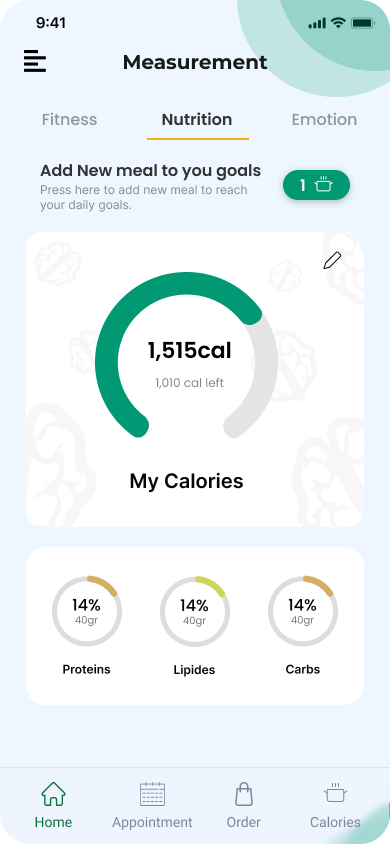 9:41
Measurement
Fitness Nutrition Emotion
Add New meal to you goals
Press here to add new meal to reach
your daily goals.
1
1,515cal
1,010 cal left
My Calories
14% 14% 14%
40gr 40gr 40gr
Proteins Lipides Carbs
Home Appointment Order Calories